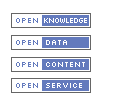 OPEN KNOWLEDGE
OPEN DATA
OPEN CONTENT
OPEN SERVICE